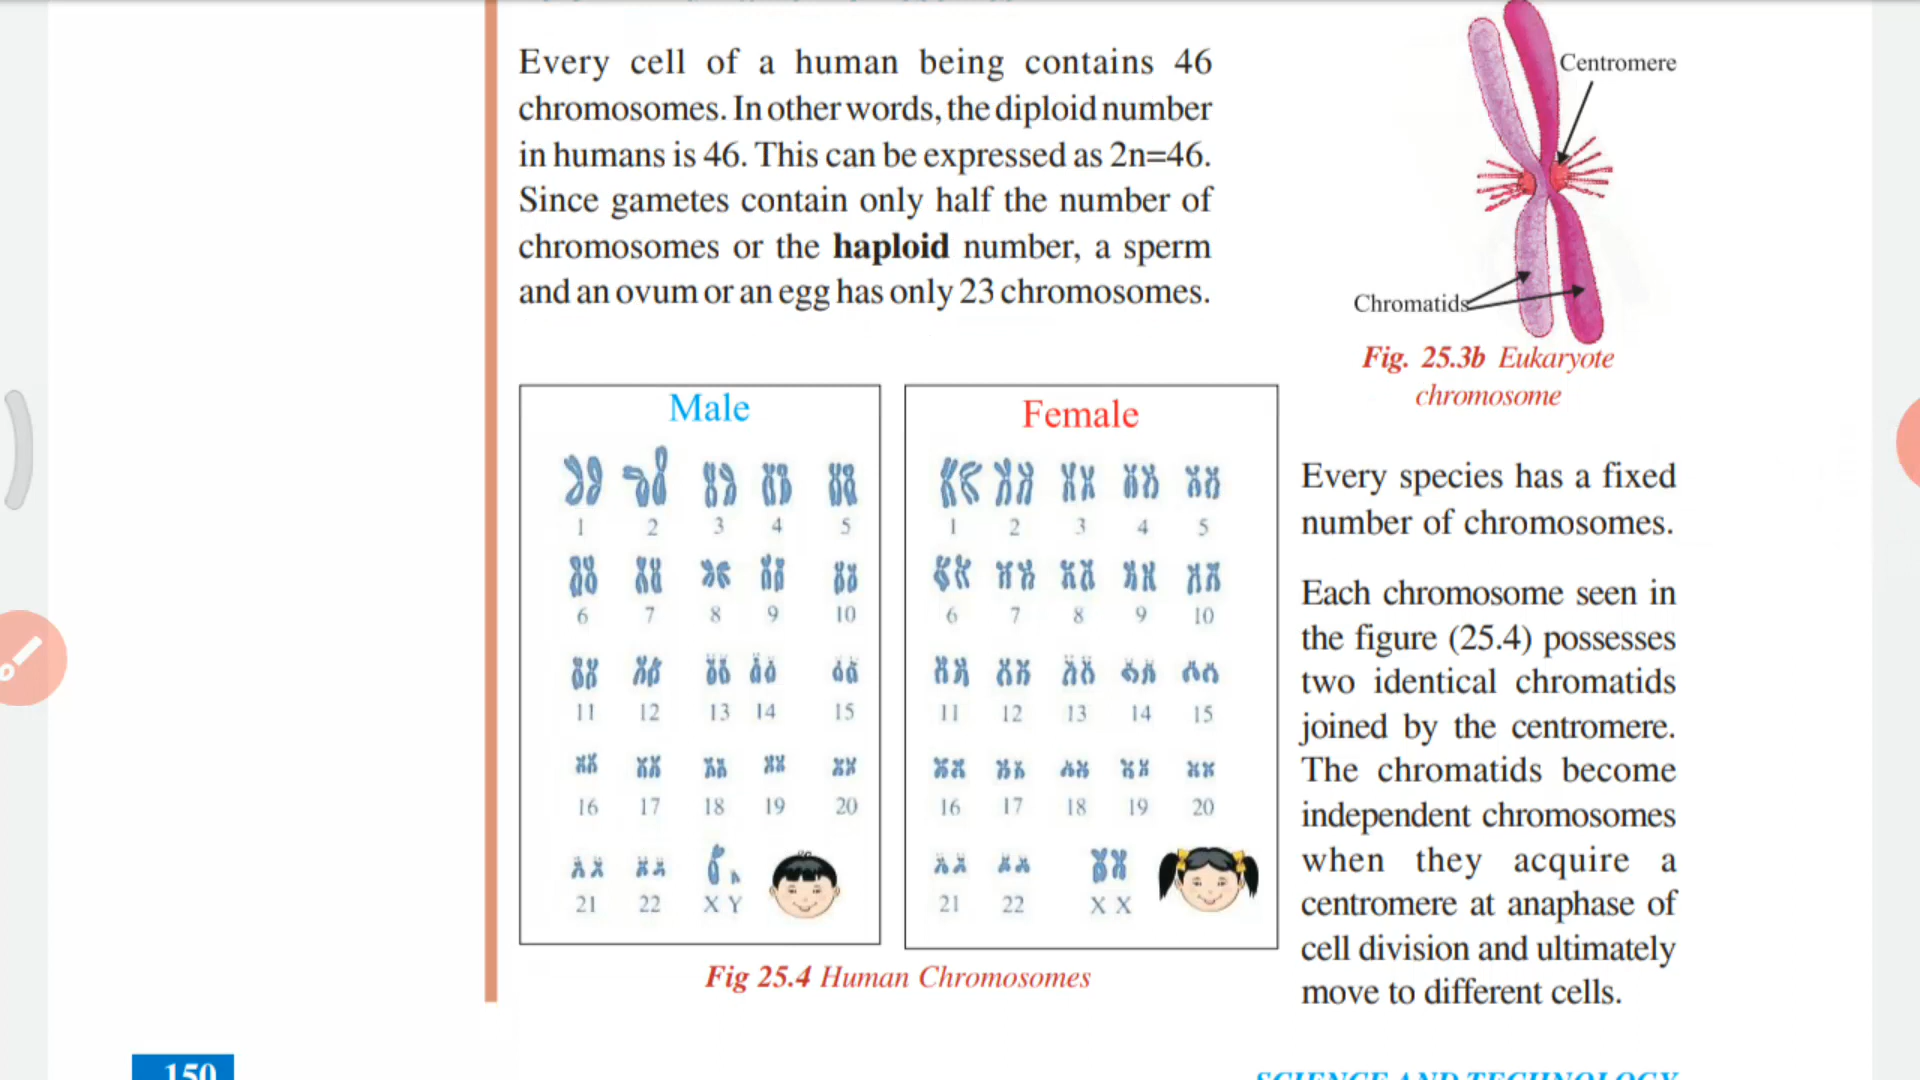 Every cell of a human being contains 46
chromosomes. In other words, the diploid number
in humans is 46. This can be expressed as 2n=46.
Since gametes contain only half the number of
chromosomes or the haploid number, a sperm
and an ovum or an egg has only 23 chromosomes.
Centromere
Chromatids
Fig. 25.3b Eukaryote
chromosome
Male
1 2 3 4 5
6 7 8 9 10
11 12 13 14 15
16 17 18 19 20
21 22 X Y
Female
1 2 3 4 5
6 7 8 9 10
11 12 13 14 15
16 17 18 19 20
21 22 X X
Fig 25.4 Human Chromosomes
Every species has a fixed
number of chromosomes.
Each chromosome seen in
the figure (25.4) possesses
two identical chromatids
joined by the centromere.
The chromatids become
independent chromosomes
when they acquire a
centromere at anaphase of
cell division and ultimately
move to different cells.
150
SCIENCE AND TECHNOLOGY